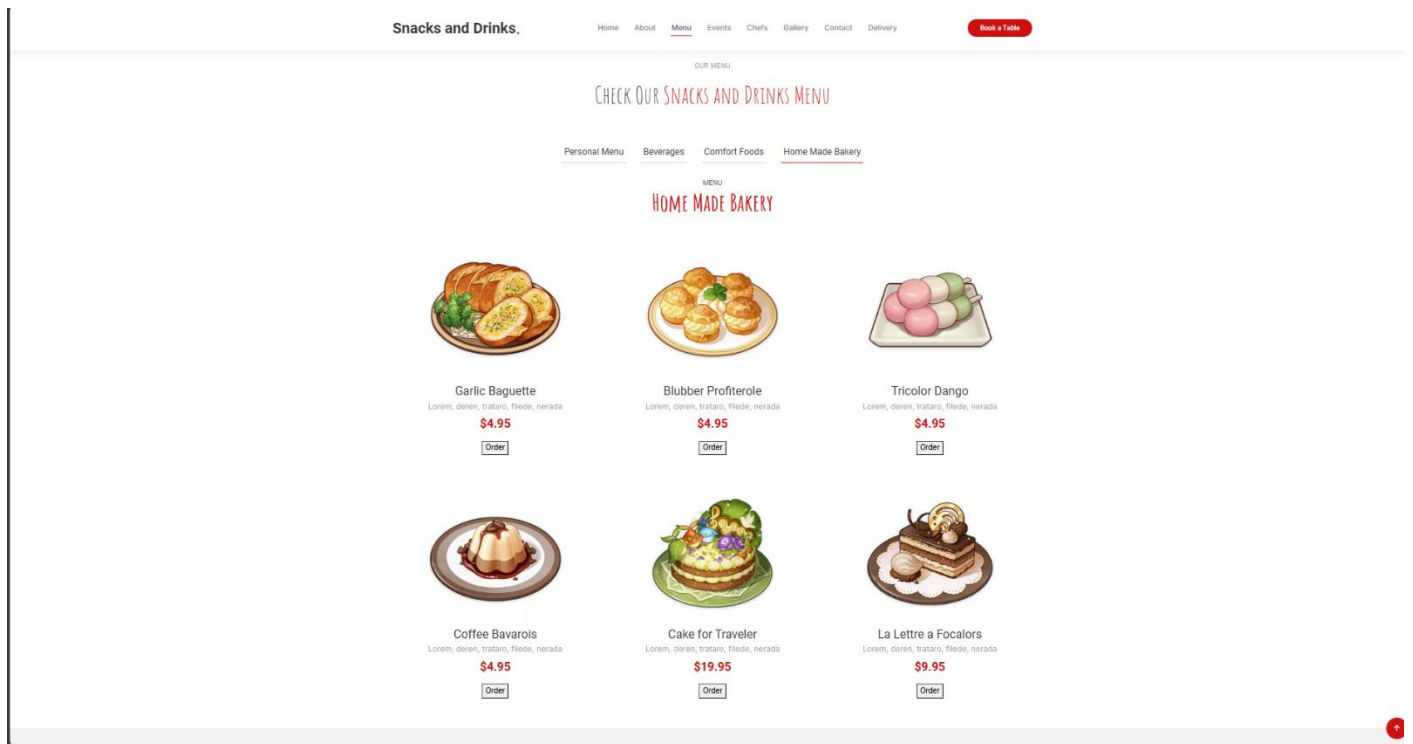 Snacks and Drinks.
Home About Menu Events Chefs Gallery Contact Delivery
Book a Table
OUR MENU
CHECK OUR SNACKS AND DRINKS MENU
Personal Menu Beverages Comfort Foods Home Made Bakery
MENU
HOME MADE BAKERY
Garlic Baguette
Lorem, deren, trataro, filede, nerada
$4.95
Order
Blubber Profiterole
Lorem, deren, trataro, filede, nerada
$4.95
Order
Tricolor Dango
Lorem, deren, trataro, filede, nerada
$4.95
Order
Coffee Bavarois
Lorem, deren, trataro, filede, nerada
$4.95
Order
Cake for Traveler
Lorem, deren, trataro, filede, nerada
$19.95
Order
La Lettre a Focalors
Lorem, deren, trataro, filede, nerada
$9.95
Order